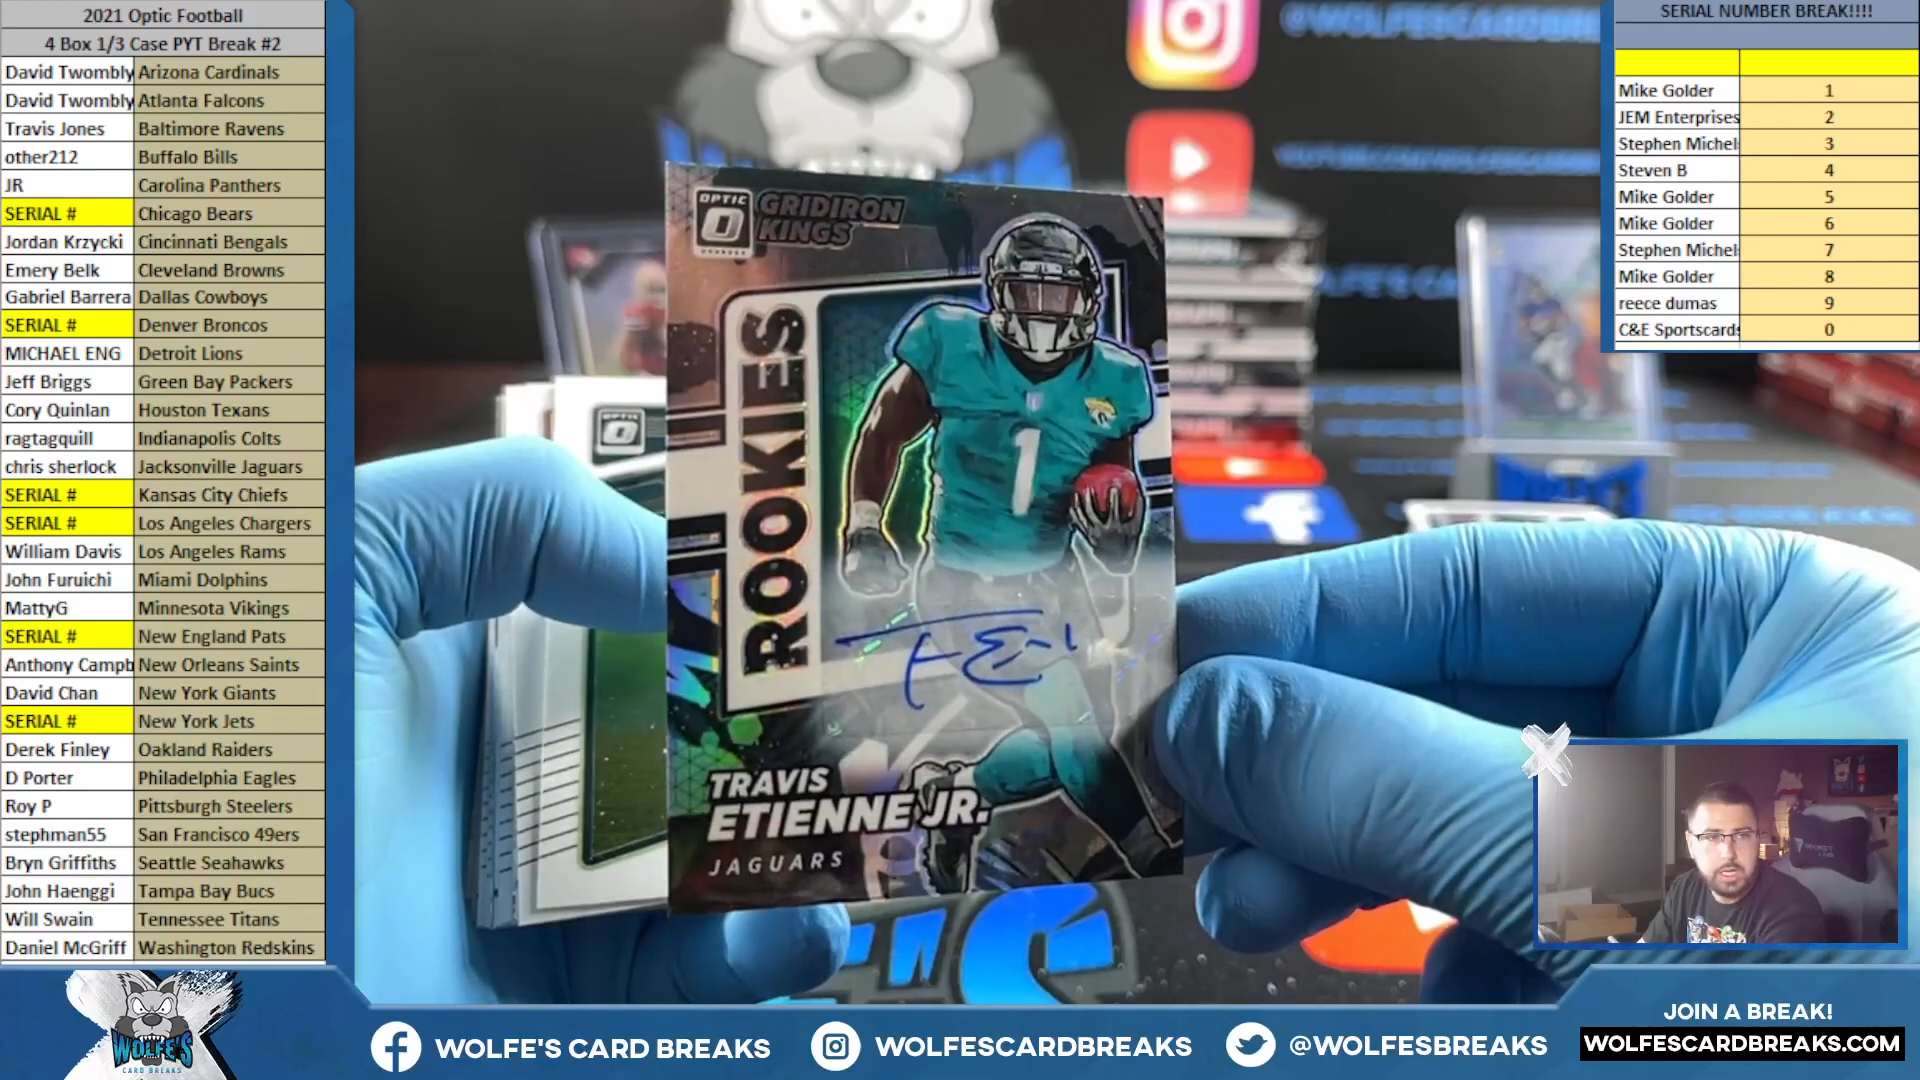 2021 Optic Football
4 Box 1/3 Case PYT Break #2
David Twombly Arizona Cardinals
David Twombly Atlanta Falcons
Travis Jones Baltimore Ravens
other212 Buffalo Bills
JR Carolina Panthers
SERIAL # Chicago Bears
Jordan Krzycki Cincinnati Bengals
Emery Belk Cleveland Browns
Gabriel Barrera Dallas Cowboys
SERIAL # Denver Broncos
MICHAEL ENG Detroit Lions
Jeff Briggs Green Bay Packers
Cory Quinlan Houston Texans
ragtagquill Indianapolis Colts
chris sherlock Jacksonville Jaguars
SERIAL # Kansas City Chiefs
SERIAL # Los Angeles Chargers
William Davis Los Angeles Rams
John Furuichi Miami Dolphins
MattyG Minnesota Vikings
SERIAL # New England Pats
Anthony Campb New Orleans Saints
David Chan New York Giants
SERIAL # New York Jets
Derek Finley Oakland Raiders
D Porter Philadelphia Eagles
Roy P Pittsburgh Steelers
stephman55 San Francisco 49ers
Bryn Griffiths Seattle Seahawks
John Haenggi Tampa Bay Bucs
Will Swain Tennessee Titans
Daniel McGriff Washington Redskins
@WOLFESCARDBRE
OPTIC
GRIDIRON
KINGS
ROOKIES
1
TRAVIS
ETIENNE JR.
JAGUARS
OPTIC
SERIAL NUMBER BREAK!!!!
Mike Golder 1
JEM Enterprises 2
Stephen Michel 3
Steven B 4
Mike Golder 5
Mike Golder 6
Stephen Michel 7
Mike Golder 8
reece dumas 9
C&E Sportscards 0
WOLFE'S
CARD BREAKS
WOLFE'S CARD BREAKS
WOLFESCARDBREAKS
@WOLFESBREAKS
JOIN A BREAK!
WOLFESCARDBREAKS.COM